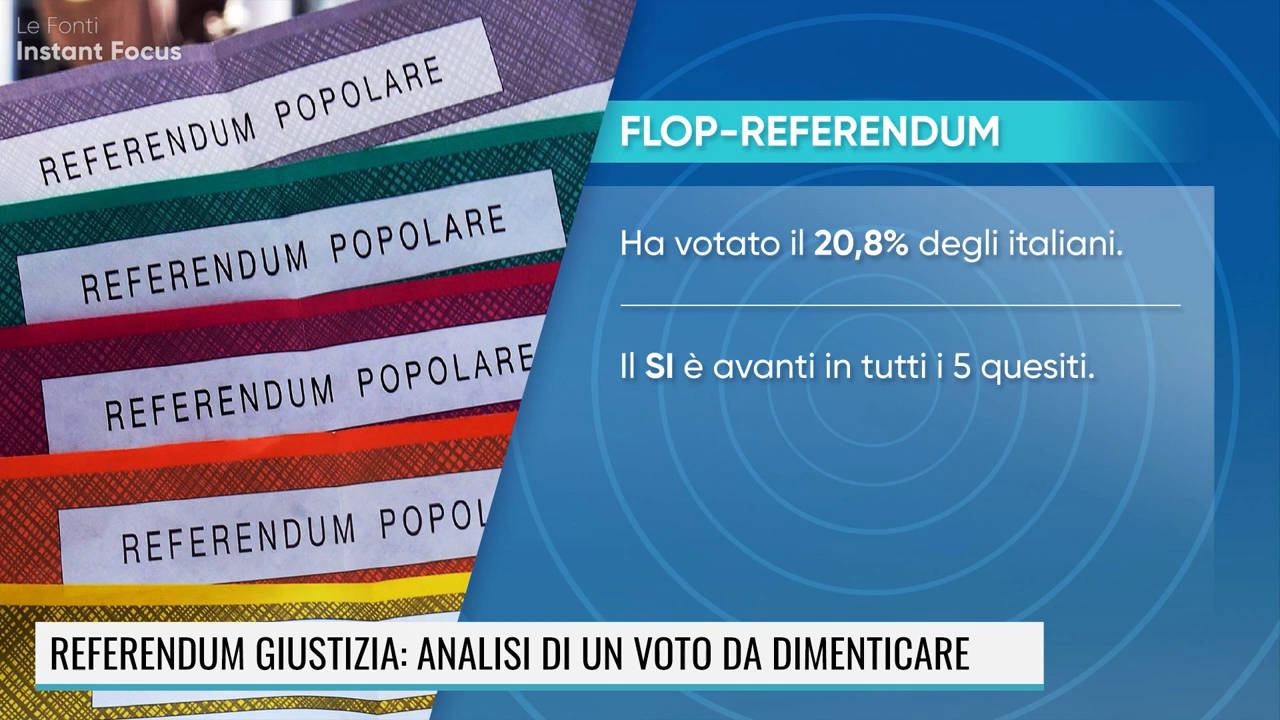 Le Fonti
Instant Focus
REFERENDUM POPOLARE
REFERENDUM POPOLARE
REFERENDUM POPOLARE
REFERENDUM POPOL
FLOP-REFERENDUM
Ha votato il 20,8% degli italiani.
Il SI è avanti in tutti i 5 quesiti.
REFERENDUM GIUSTIZIA: ANALISI DI UN VOTO DA DIMENTICARE